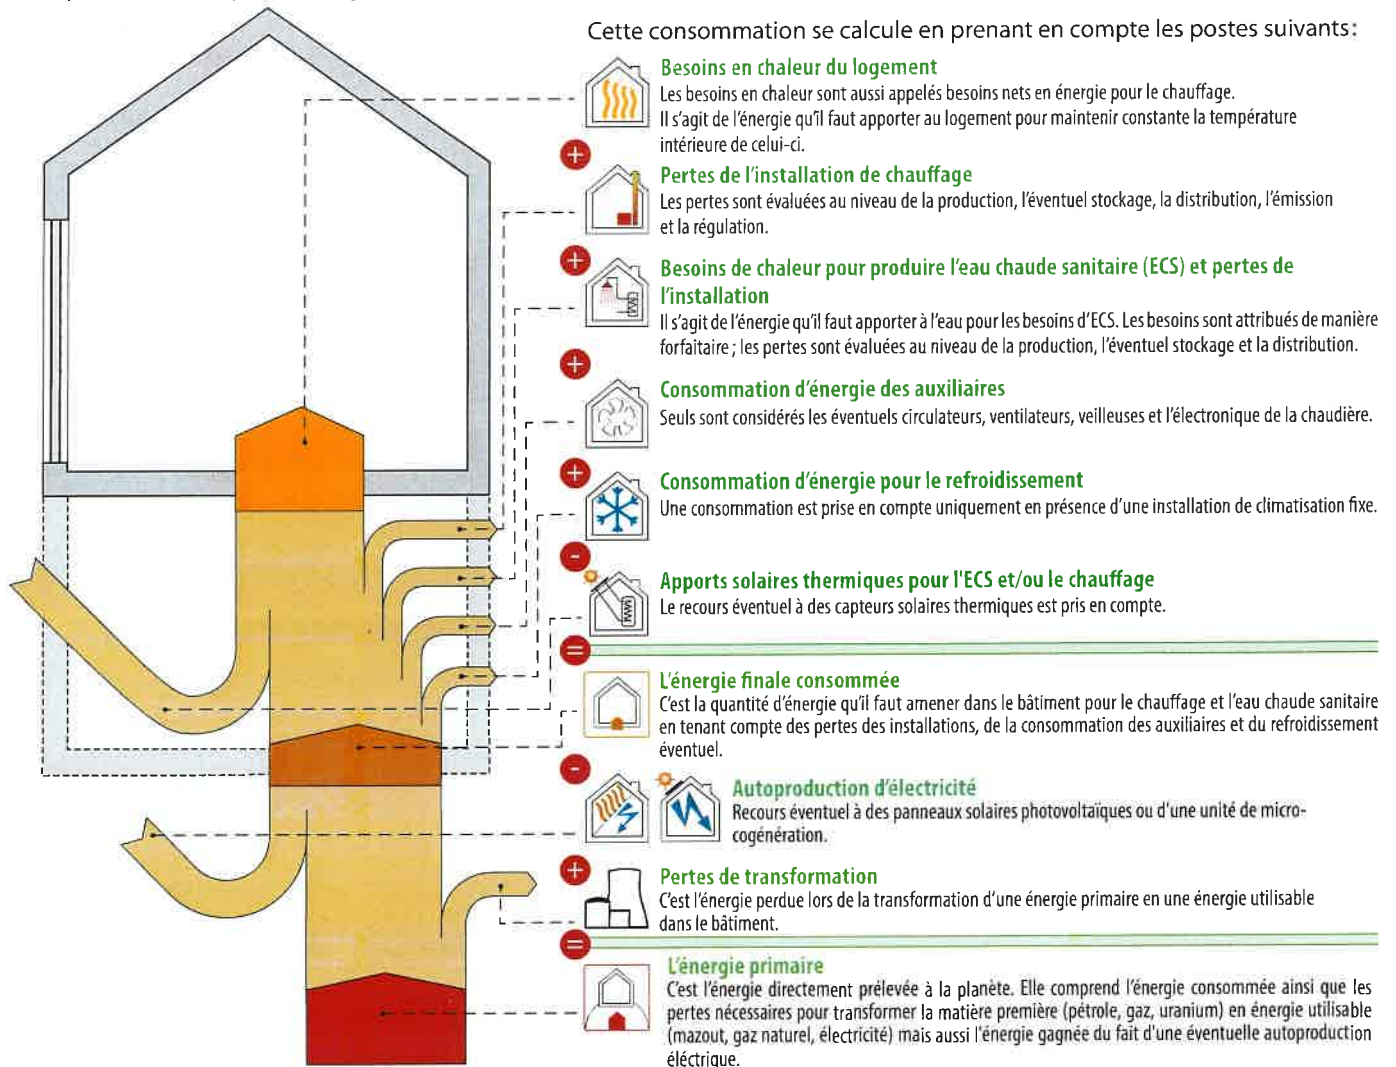 Cette consommation se calcule en prenant en compte les postes suivants:
Besoins en chaleur du logement
Les besoins en chaleur sont aussi appelés besoins nets en énergie pour le chauffage.
Il s'agit de l'énergie qu'il faut apporter au logement pour maintenir constante la température
intérieure de celui-ci.
+
Pertes de l'installation de chauffage
Les pertes sont évaluées au niveau de la production, l'éventuel stockage, la distribution, l'émission
et la régulation.
+
Besoins de chaleur pour produire l'eau chaude sanitaire (ECS) et pertes de
l'installation
Il s'agit de l'énergie qu'il faut apporter à l'eau pour les besoins d'ECS. Les besoins sont attribués de manière
forfaitaire ; les pertes sont évaluées au niveau de la production, l'éventuel stockage et la distribution.
+
Consommation d'énergie des auxiliaires
Seuls sont considérés les éventuels circulateurs, ventilateurs, veilleuses et l'électronique de la chaudière.
+
Consommation d'énergie pour le refroidissement
Une consommation est prise en compte uniquement en présence d'une installation de climatisation fixe.
-
Apports solaires thermiques pour l'ECS et/ou le chauffage
Le recours éventuel à des capteurs solaires thermiques est pris en compte.
=
L'énergie finale consommée
C'est la quantité d'énergie qu'il faut amener dans le bâtiment pour le chauffage et l'eau chaude sanitaire
en tenant compte des pertes des installations, de la consommation des auxiliaires et du refroidissement
éventuel.
-
Autoproduction d'électricité
Recours éventuel à des panneaux solaires photovoltaïques ou d'une unité de micro-
cogénération.
+
Pertes de transformation
C'est l'énergie perdue lors de la transformation d'une énergie primaire en une énergie utilisable
dans le bâtiment.
=
L'énergie primaire
C'est l'énergie directement prélevée à la planète. Elle comprend l'énergie consommée ainsi que les
pertes nécessaires pour transformer la matière première (pétrole, gaz, uranium) en énergie utilisable
(mazout, gaz naturel, électricité) mais aussi l'énergie gagnée du fait d'une éventuelle autoproduction
éléctrique.